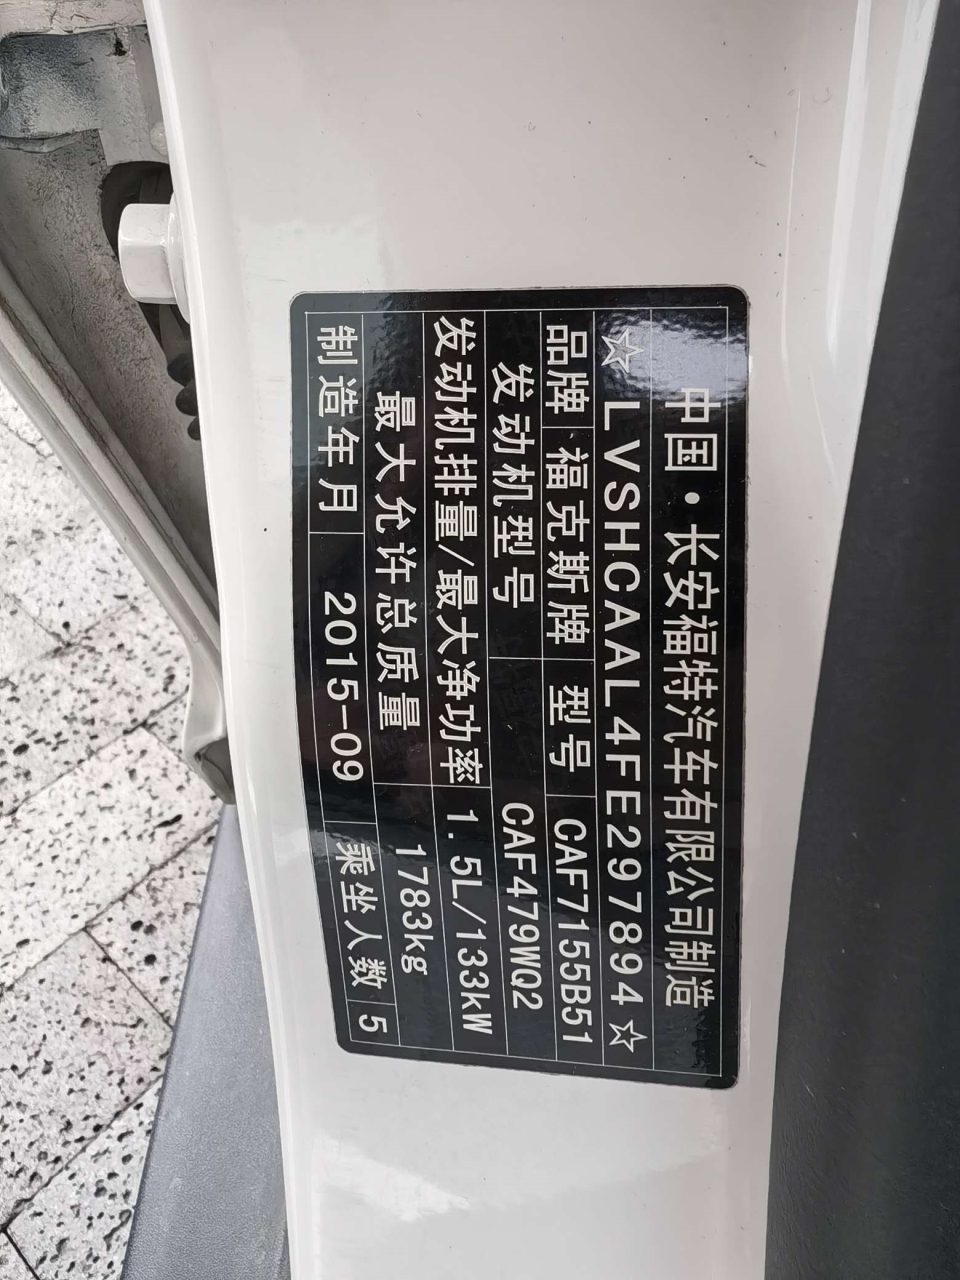 中国·长安福特汽车有限公司制造
☆LVSHCAAL4FE297894☆
品牌 福克斯牌 型号 CAF7155B51
发动机型号 CAF479WQ2
发动机排量/最大净功率 1.5L/133kW
最大允许总质量 1783kg
制造年月 2015-09 乘坐人数 5